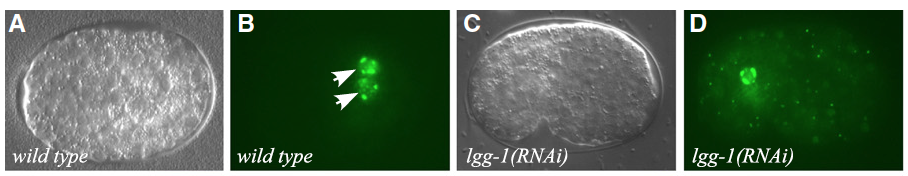 A
wild type
B
wild type
C
lgg-1(RNAi)
D
lgg-1(RNAi)